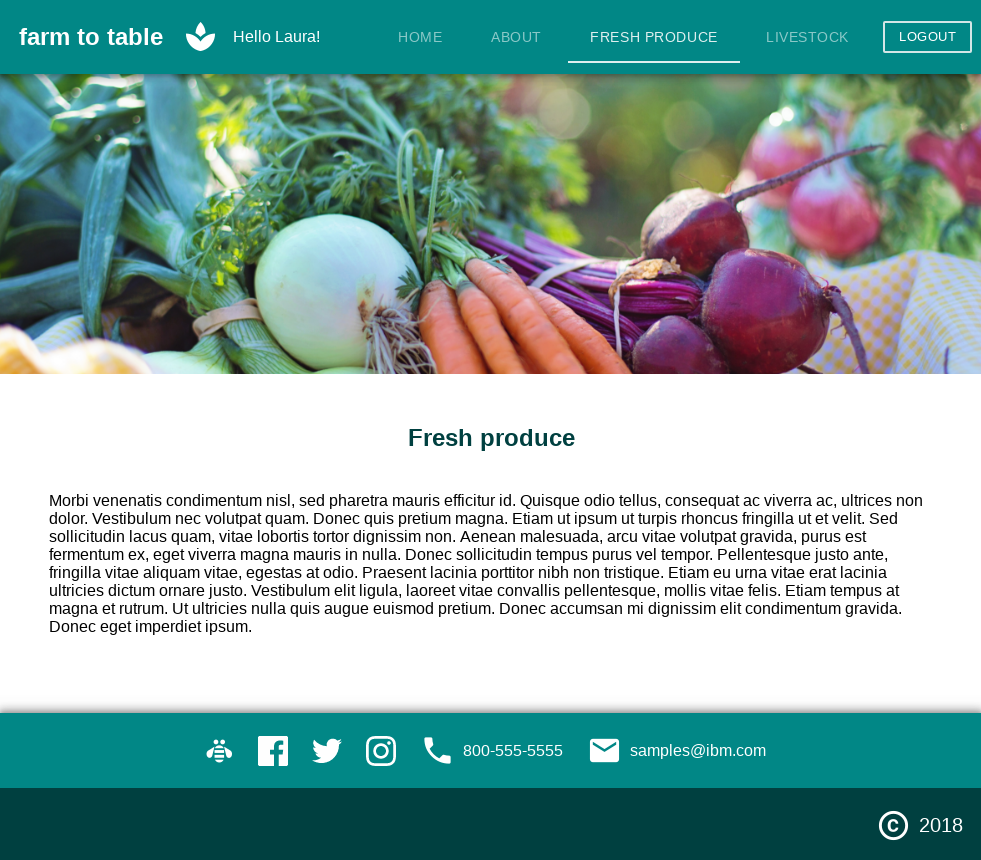 farm to table
Hello Laura!
HOME
ABOUT
FRESH PRODUCE
LIVESTOCK
LOGOUT
Fresh produce
Morbi venenatis condimentum nisl, sed pharetra mauris efficitur id. Quisque odio tellus, consequat ac viverra ac, ultrices non
dolor. Vestibulum nec volutpat quam. Donec quis pretium magna. Etiam ut ipsum ut turpis rhoncus fringilla ut et velit. Sed
sollicitudin lacus quam, vitae lobortis tortor dignissim non. Aenean malesuada, arcu vitae volutpat gravida, purus est
fermentum ex, eget viverra magna mauris in nulla. Donec sollicitudin tempus purus vel tempor. Pellentesque justo ante,
fringilla vitae aliquam vitae, egestas at odio. Praesent lacinia porttitor nibh non tristique. Etiam eu urna vitae erat lacinia
ultricies dictum ornare justo. Vestibulum elit ligula, laoreet vitae convallis pellentesque, mollis vitae felis. Etiam tempus at
magna et rutrum. Ut ultricies nulla quis augue euismod pretium. Donec accumsan mi dignissim elit condimentum gravida.
Donec eget imperdiet ipsum.
800-555-5555
samples@ibm.com
© 2018